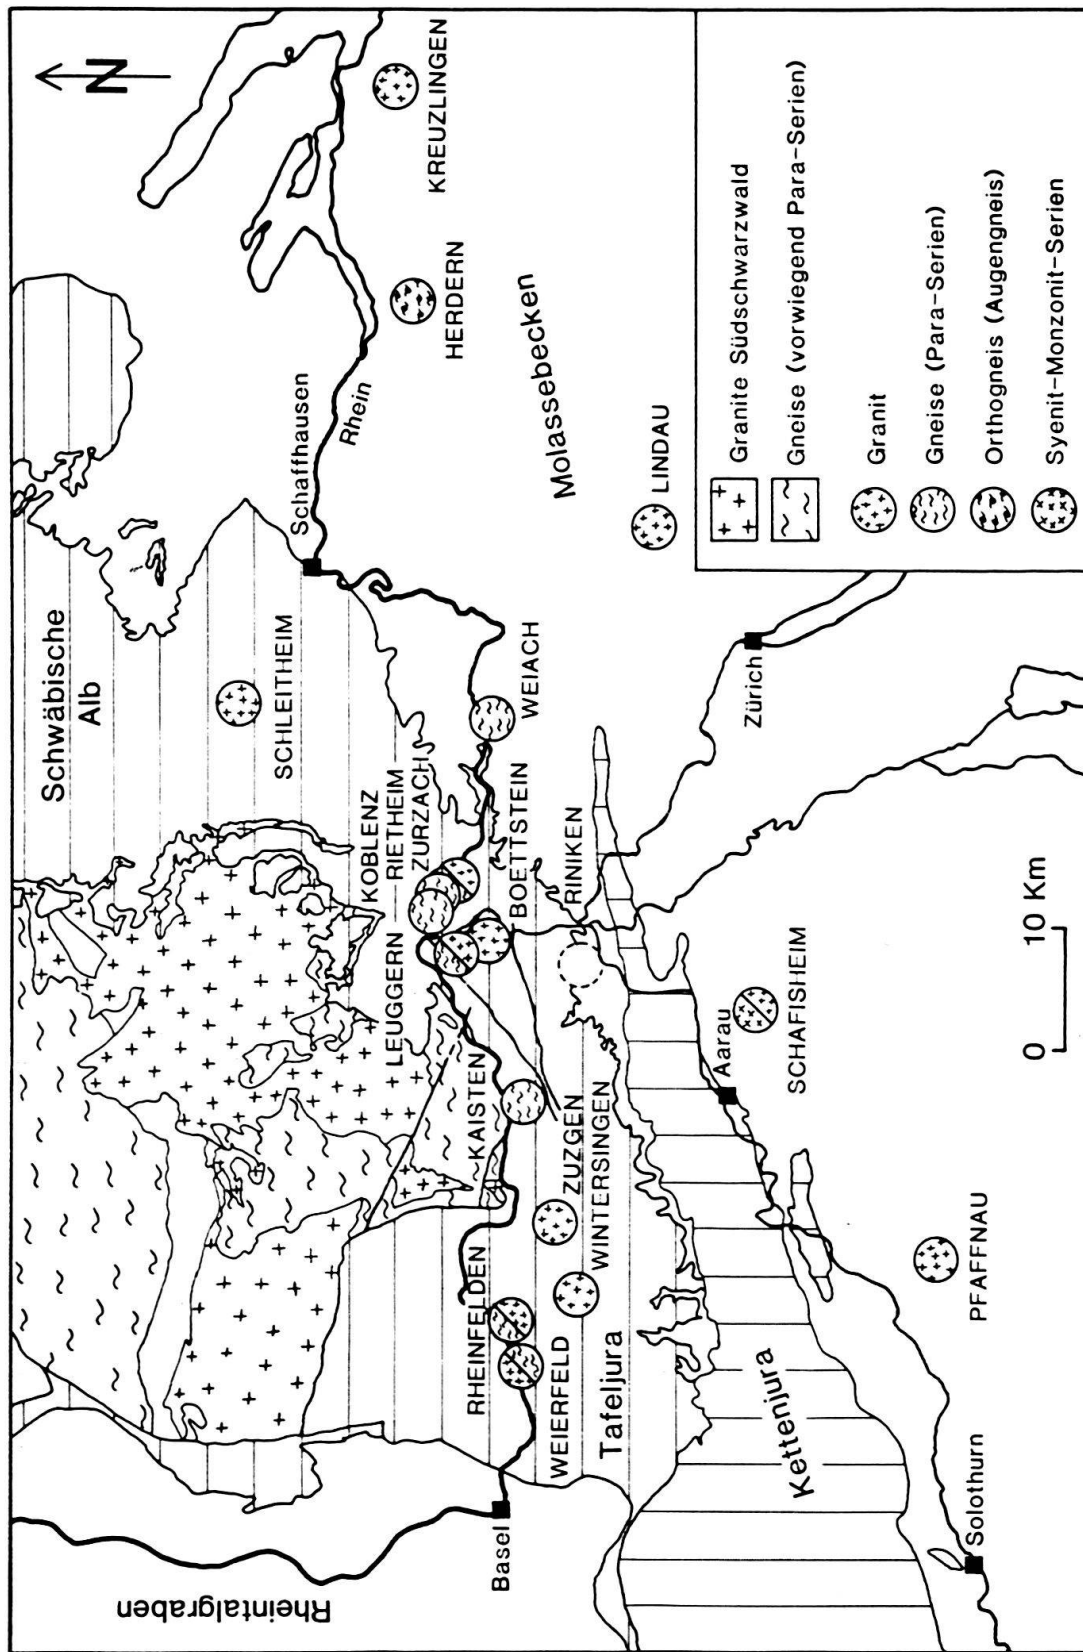 N
Schwäbische
Alb
SCHLEITHEIM
Schaffhausen
Rhein
HERDERN
KREUZLINGEN
KOBLENZ
RIETHEIM
ZURZACH
LEUGGERN
WEIACH
BOETTSTEIN
RINIKEN
KAISTEN
ZUZGEN
WINTERSINGEN
RHEINFELDEN
WEIERFELD
Tafeljura
Rheintalgraben
Basel
Kettenjura
Solothurn
PFAFFNAU
Aarau
SCHAFISHEIM
Zürich
LINDAU
Molassebecken
0
10 Km
Granite Südschwarzwald
Gneise (vorwiegend Para-Serien)
Granit
Gneise (Para-Serien)
Orthogneis (Augengneis)
Syenit-Monzonit-Serien